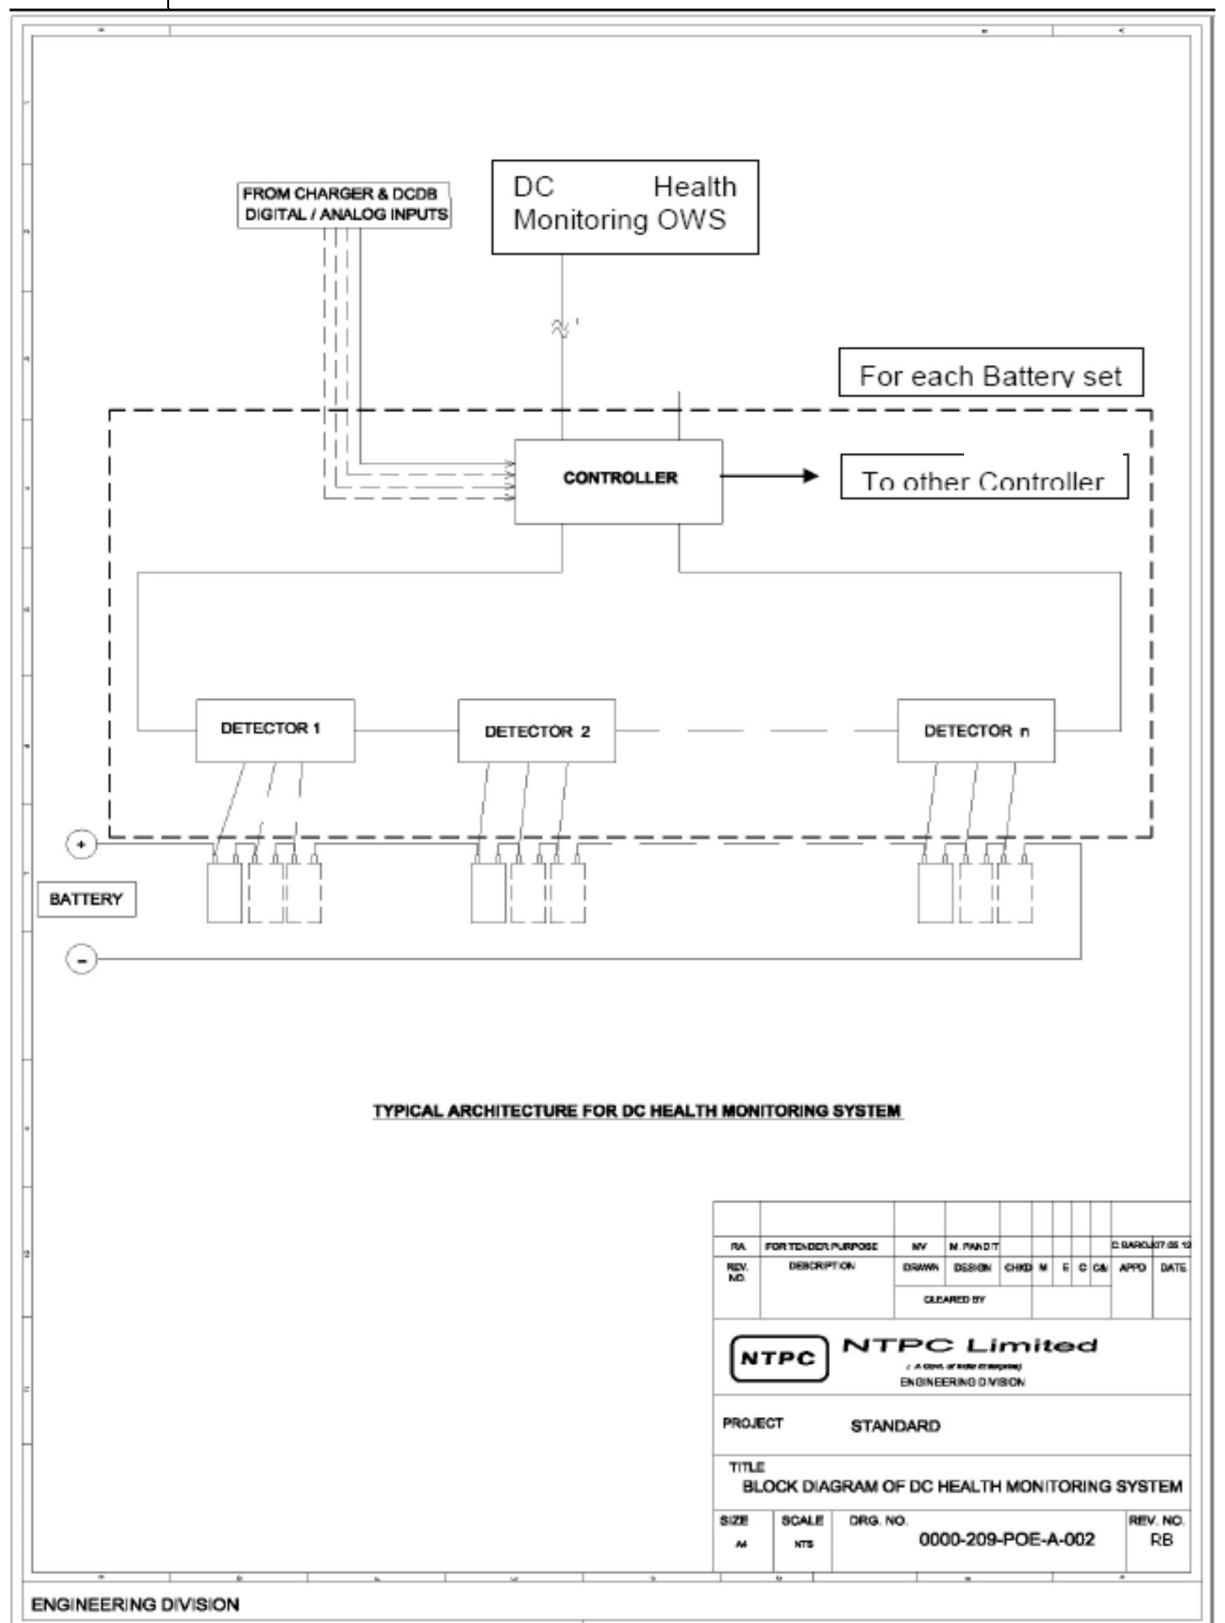 FROM CHARGER & DCDB
DIGITAL / ANALOG INPUTS
DC Health
Monitoring OWS
For each Battery set
CONTROLLER
To other Controller
DETECTOR 1
DETECTOR 2
DETECTOR n
+
BATTERY
-
TYPICAL ARCHITECTURE FOR DC HEALTH MONITORING SYSTEM
RA FOR TENDER PURPOSE MV M. PANDIT
REV. NO. DESCRIPTION DRAWN DESIGN CHKD M E C C&I APPD DATE
CLEARED BY
NTPC
NTPC Limited
( A Govt. of India Enterprise)
ENGINEERING DIVISION
PROJECT STANDARD
TITLE
BLOCK DIAGRAM OF DC HEALTH MONITORING SYSTEM
SIZE SCALE DRG. NO. REV. NO.
A4 NTS 0000-209-POE-A-002 RB
ENGINEERING DIVISION